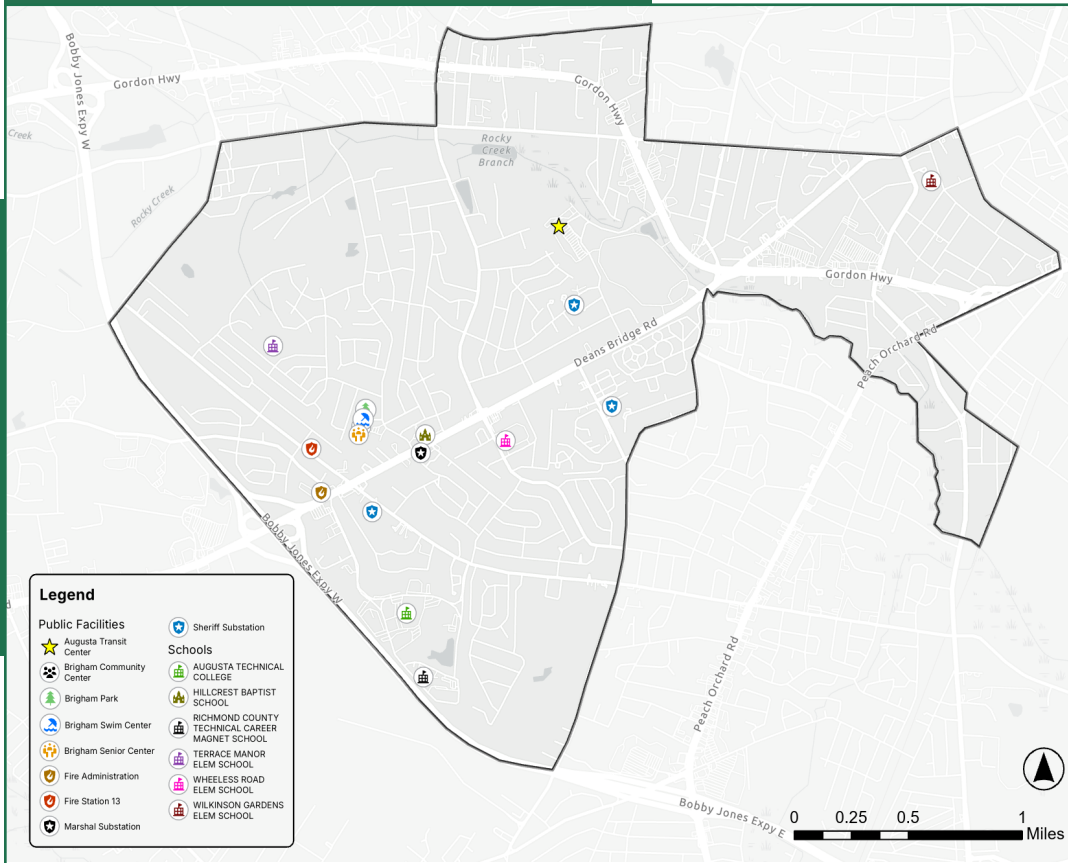 Bobby Jones Expy W
Gordon Hwy
Gordon Hwy
Creek
Rocky
Creek
Branch
Rocky Creek
Gordon Hwy
Deans Bridge Rd
Peach Orchard Rd
Bobby Jones Expy W
Peach Orchard Rd
Bobby Jones Expy E
d
Legend
Public Facilities
Augusta Transit
Center
Brigham Community
Center
Brigham Park
Brigham Swim Center
Brigham Senior Center
Fire Administration
Fire Station 13
Marshal Substation
Sheriff Substation
Schools
AUGUSTA TECHNICAL
COLLEGE
HILLCREST BAPTIST
SCHOOL
RICHMOND COUNTY
TECHNICAL CAREER
MAGNET SCHOOL
TERRACE MANOR
ELEM SCHOOL
WHEELESS ROAD
ELEM SCHOOL
WILKINSON GARDENS
ELEM SCHOOL
0 0.25 0.5 1
Miles